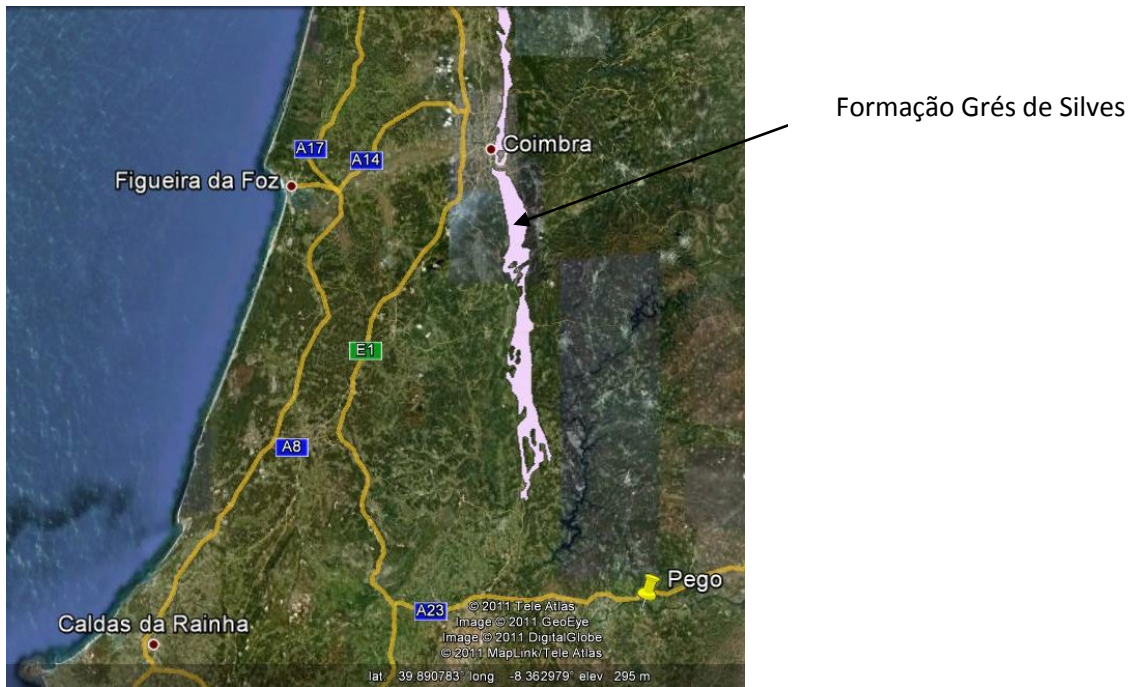 Formação Grés de Silves
A17
A14
Coimbra
Figueira da Foz
E1
A8
Pego
A23
Caldas da Rainha
© 2011 Tele Atlas
Image © 2011 GeoEye
Image © 2011 DigitalGlobe
© 2011 MapLink/Tele Atlas
lat 39 890783° long -8 362979° elev 295 m